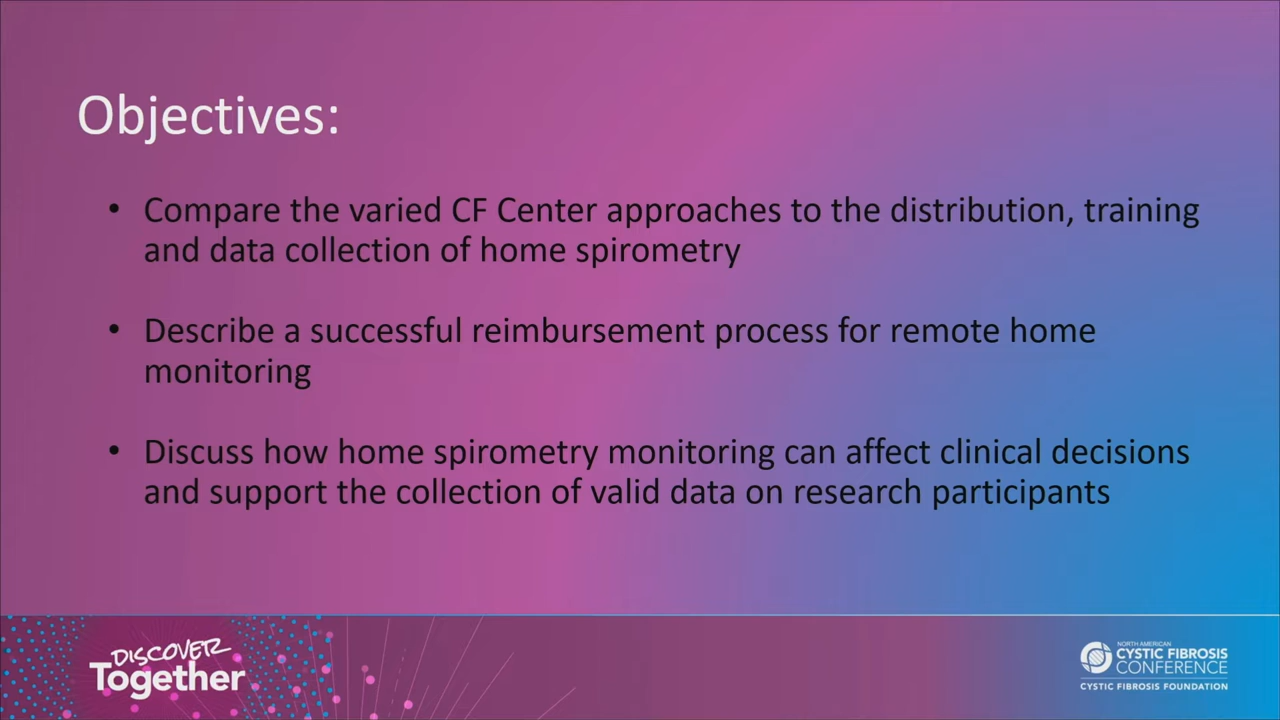 Objectives:
• Compare the varied CF Center approaches to the distribution, training
and data collection of home spirometry
• Describe a successful reimbursement process for remote home
monitoring
• Discuss how home spirometry monitoring can affect clinical decisions
and support the collection of valid data on research participants
DISCOVER
Together
NORTH AMERICAN
CYSTIC FIBROSIS
CONFERENCE
CYSTIC FIBROSIS FOUNDATION